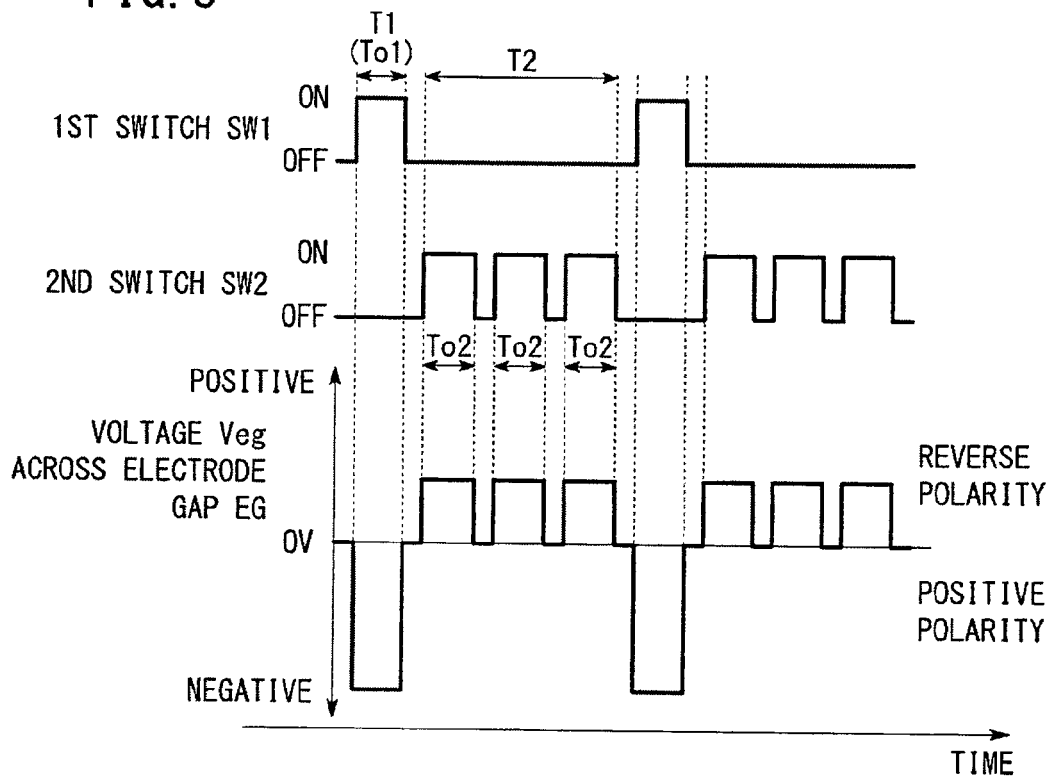 T1
(To1)
T2
ON
1ST SWITCH SW1
OFF
ON
2ND SWITCH SW2
OFF
To2 To2 To2
POSITIVE
VOLTAGE Veg
ACROSS ELECTRODE
GAP EG
REVERSE
POLARITY
0V
POSITIVE
POLARITY
NEGATIVE
TIME